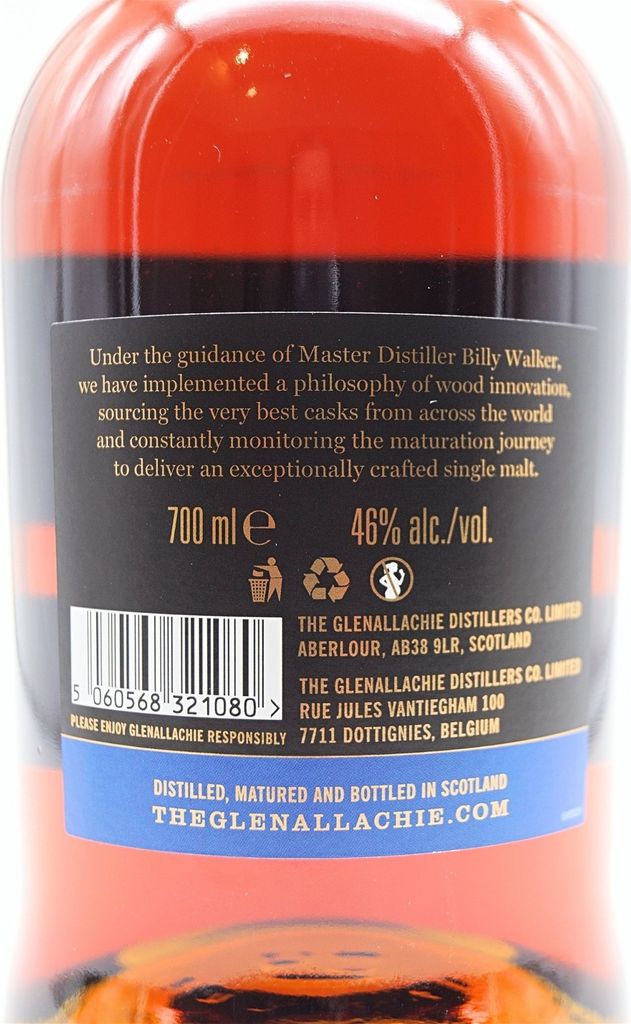 Under the guidance of Master Distiller Billy Walker,
we have implemented a philosophy of wood innovation,
sourcing the very best casks from across the world
and constantly monitoring the maturation journey
to deliver an exceptionally crafted single malt.
700 ml e 46% alc./vol.
THE GLENALLACHIE DISTILLERS CO. LIMITED
ABERLOUR, AB38 9LR, SCOTLAND
THE GLENALLACHIE DISTILLERS CO. LIMITED
RUE JULES VANTIEGHAM 100
7711 DOTTIGNIES, BELGIUM
5 060568 321080 >
PLEASE ENJOY GLENALLACHIE RESPONSIBLY
DISTILLED, MATURED AND BOTTLED IN SCOTLAND
THEGLENALLACHIE.COM